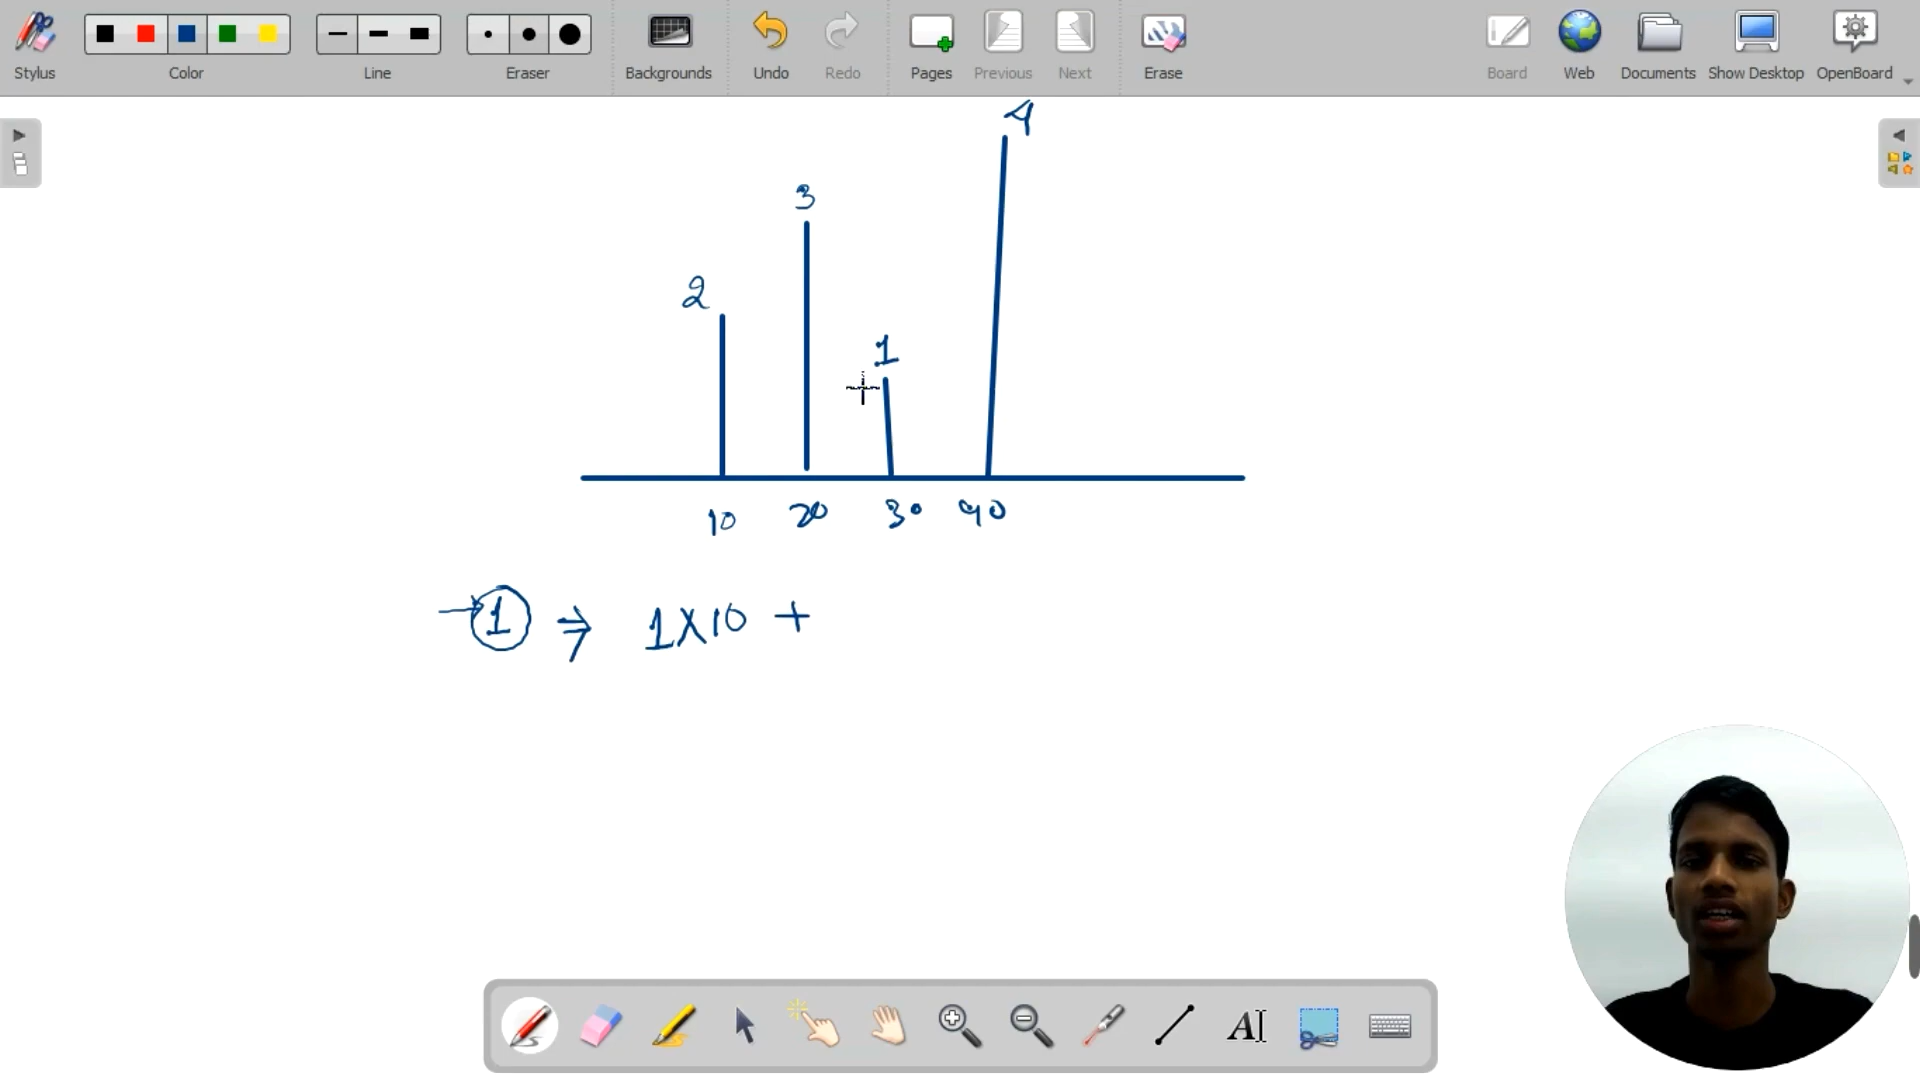 Stylus Color Line Eraser Backgrounds Undo Redo Pages Previous Next Erase Board Web Documents Show Desktop OpenBoard
4
3
2
1
10 20 30 40
→ 1 ⇒ 1X10 +
A